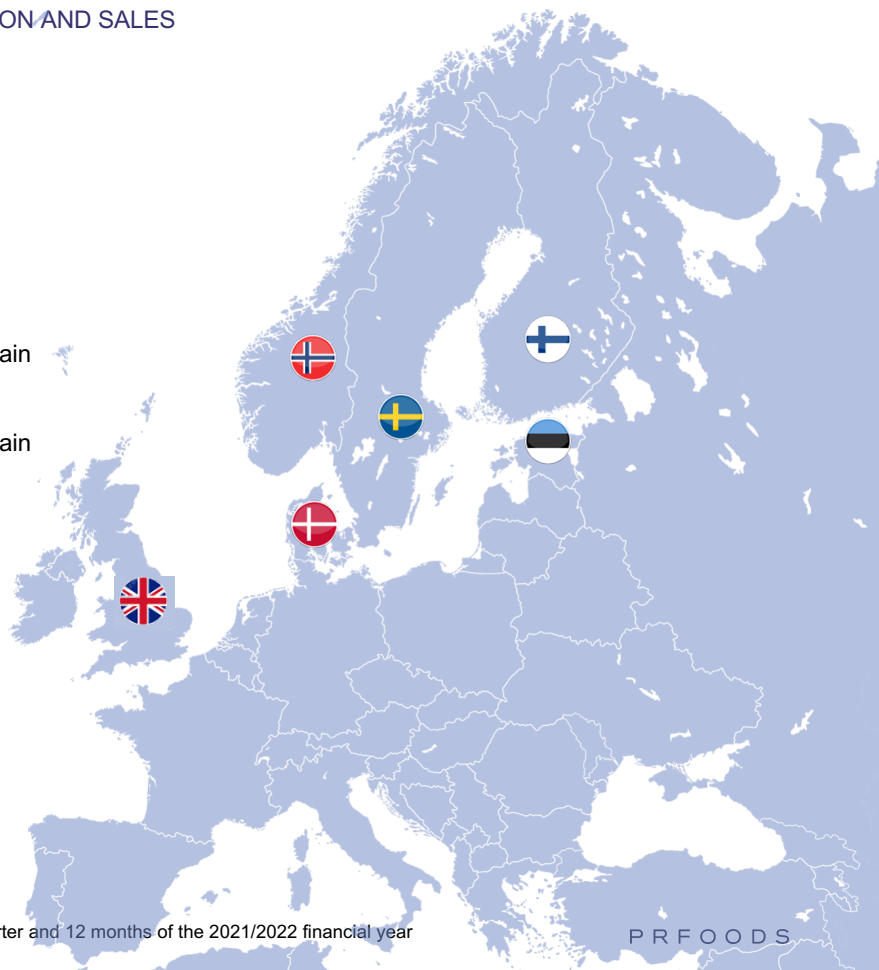 ON AND SALES
ain
ain
rter and 12 months of the 2021/2022 financial year
PRFOODS